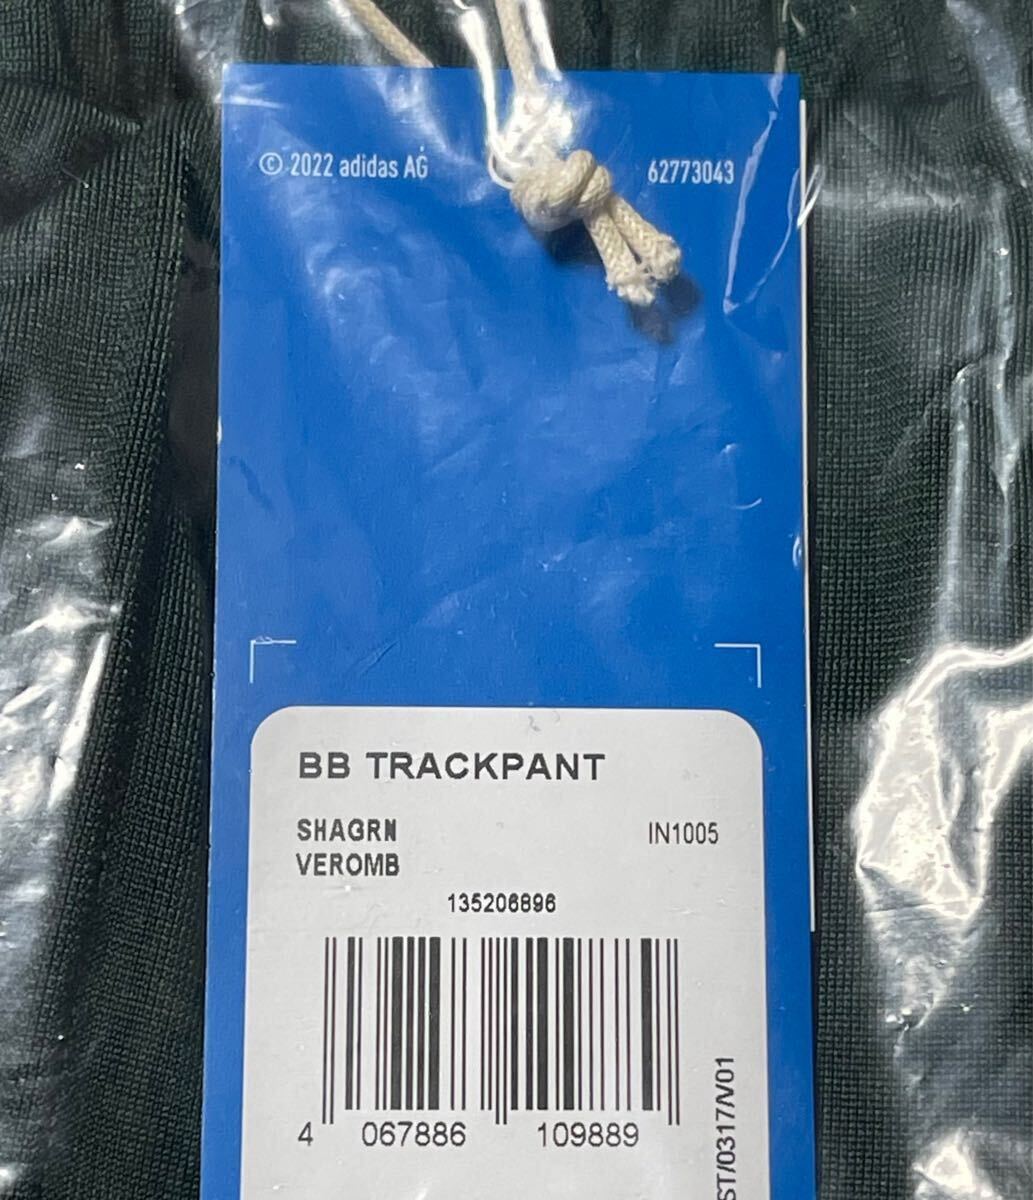 © 2022 adidas AG 62773043
BB TRACKPANT
SHAGRN IN1005
VEROMB
135206896
4 067886 109889
ST/0317/V01